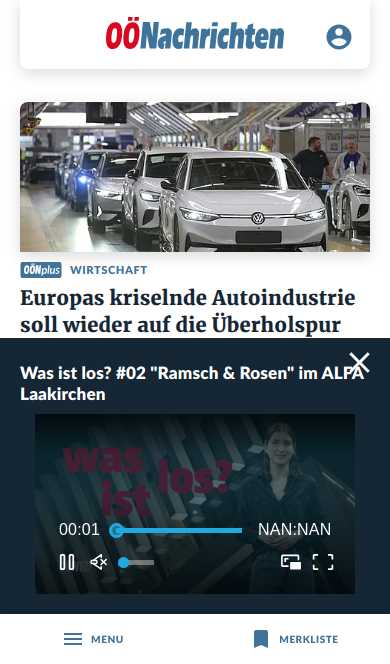 OÖNachrichten
OÖNplus WIRTSCHAFT
Europas kriselnde Autoindustrie
soll wieder auf die Überholspur
Was ist los? #02 "Ramsch & Rosen" im ALFA
Laakirchen
was
los?
ist
00:01 NAN:NAN
MENU MERKLISTE